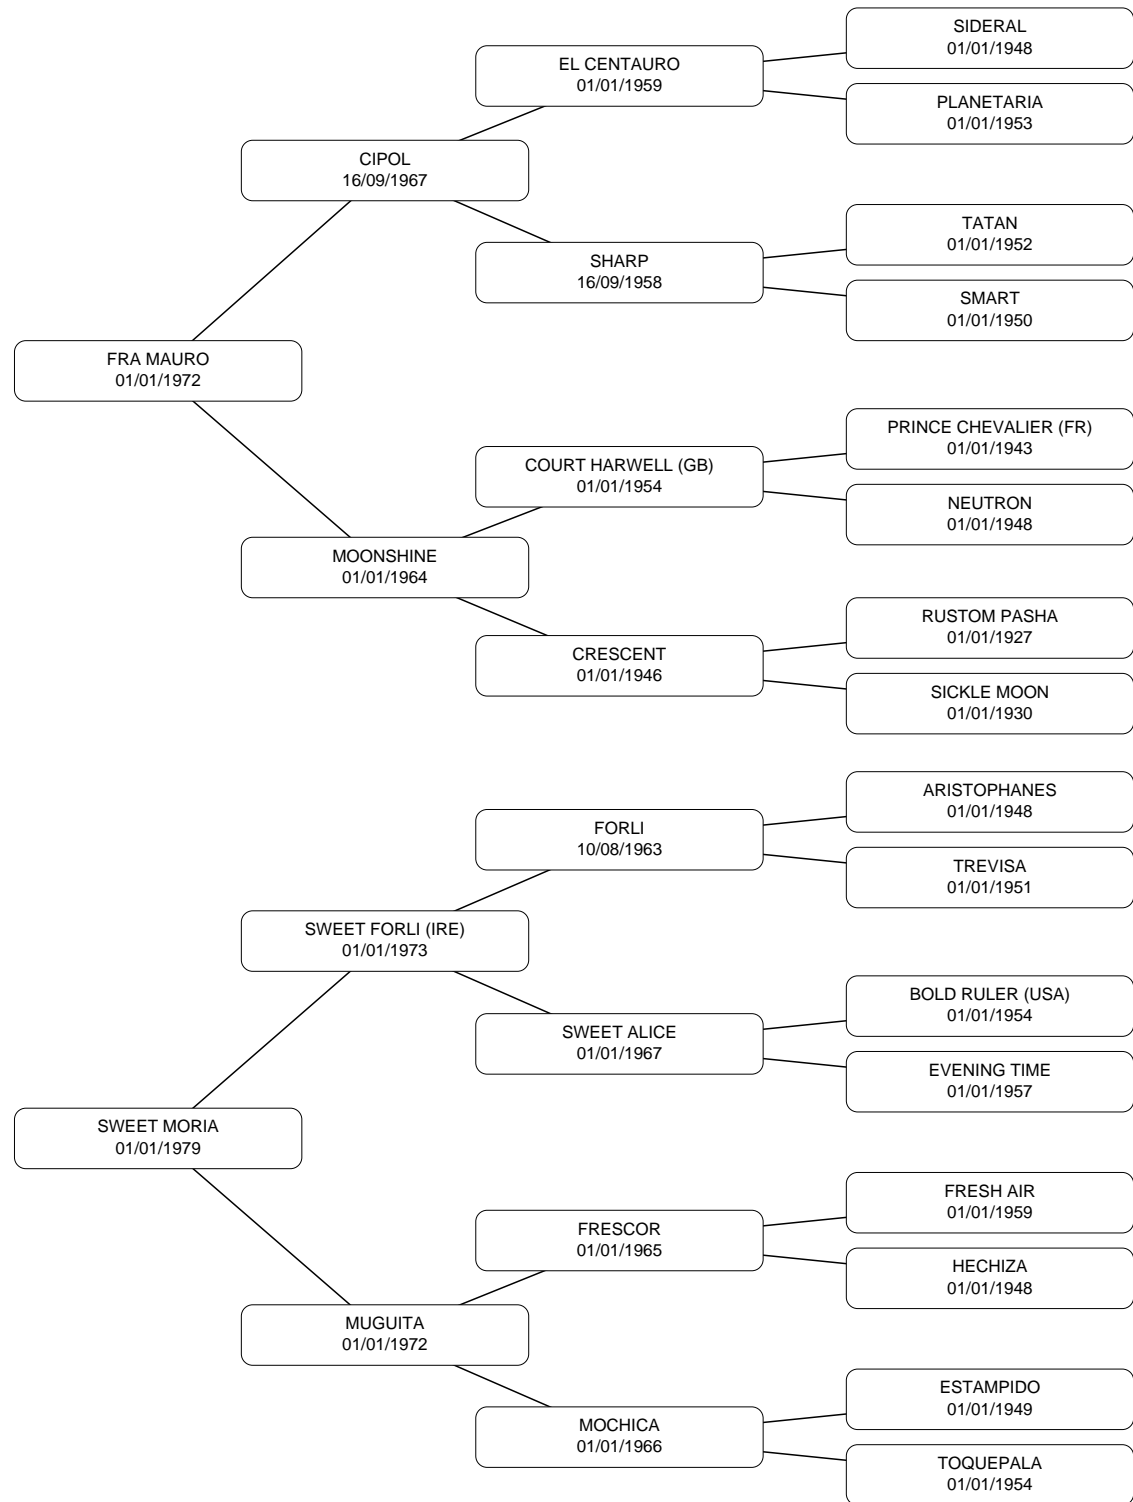 SIDERAL
01/01/1948
EL CENTAURO
01/01/1959
PLANETARIA
01/01/1953
CIPOL
16/09/1967
TATAN
01/01/1952
SHARP
16/09/1958
SMART
01/01/1950
FRA MAURO
01/01/1972
PRINCE CHEVALIER (FR)
01/01/1943
COURT HARWELL (GB)
01/01/1954
NEUTRON
01/01/1948
MOONSHINE
01/01/1964
RUSTOM PASHA
01/01/1927
CRESCENT
01/01/1946
SICKLE MOON
01/01/1930
ARISTOPHANES
01/01/1948
FORLI
10/08/1963
TREVISA
01/01/1951
SWEET FORLI (IRE)
01/01/1973
BOLD RULER (USA)
01/01/1954
SWEET ALICE
01/01/1967
EVENING TIME
01/01/1957
SWEET MORIA
01/01/1979
FRESH AIR
01/01/1959
FRESCOR
01/01/1965
HECHIZA
01/01/1948
MUGUITA
01/01/1972
ESTAMPIDO
01/01/1949
MOCHICA
01/01/1966
TOQUEPALA
01/01/1954